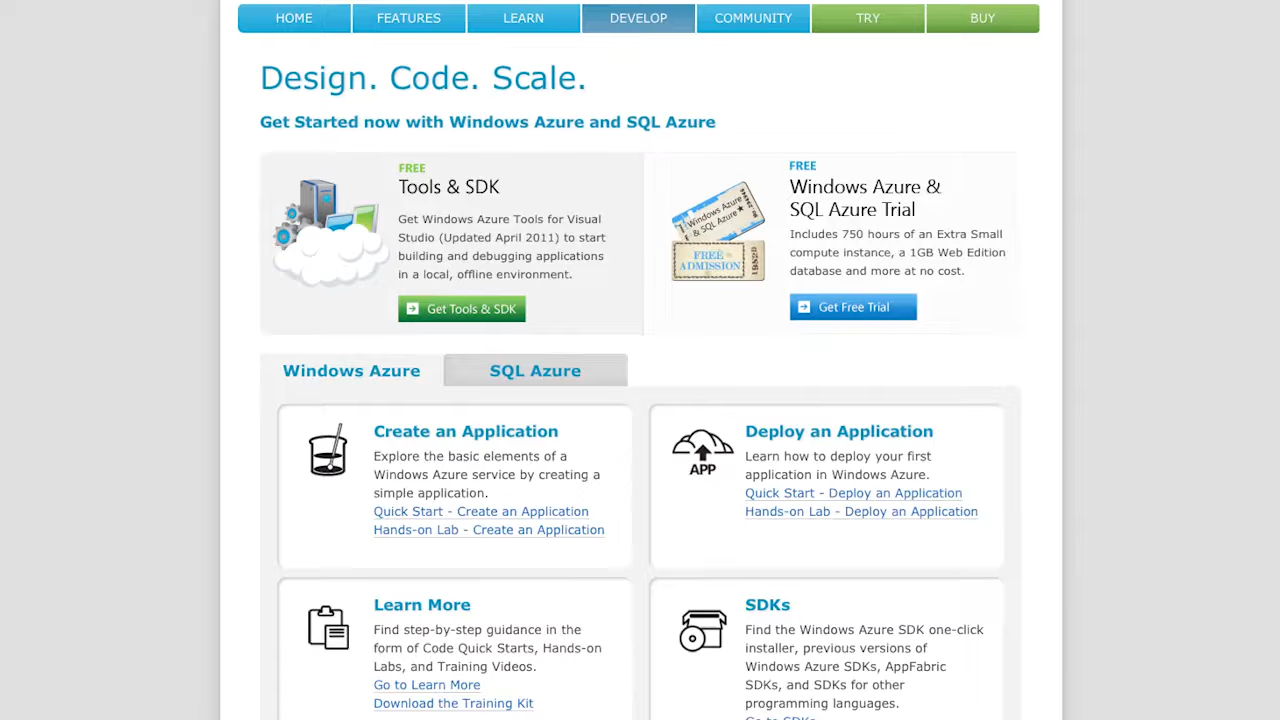 HOME FEATURES LEARN DEVELOP COMMUNITY TRY BUY
Design. Code. Scale.
Get Started now with Windows Azure and SQL Azure
FREE
Tools & SDK
Get Windows Azure Tools for Visual
Studio (Updated April 2011) to start
building and debugging applications
in a local, offline environment.
Get Tools & SDK
Windows Azure
& SQL Azure
FREE
ADMISSION
FREE
Windows Azure &
SQL Azure Trial
Includes 750 hours of an Extra Small
compute instance, a 1GB Web Edition
database and more at no cost.
Get Free Trial
Windows Azure SQL Azure
Create an Application
Explore the basic elements of a
Windows Azure service by creating a
simple application.
Quick Start - Create an Application
Hands-on Lab - Create an Application
APP
Deploy an Application
Learn how to deploy your first
application in Windows Azure.
Quick Start - Deploy an Application
Hands-on Lab - Deploy an Application
Learn More
Find step-by-step guidance in the
form of Code Quick Starts, Hands-on
Labs, and Training Videos.
Go to Learn More
Download the Training Kit
SDKs
Find the Windows Azure SDK one-click
installer, previous versions of
Windows Azure SDKs, AppFabric
SDKs, and SDKs for other
programming languages.
Go to SDKs